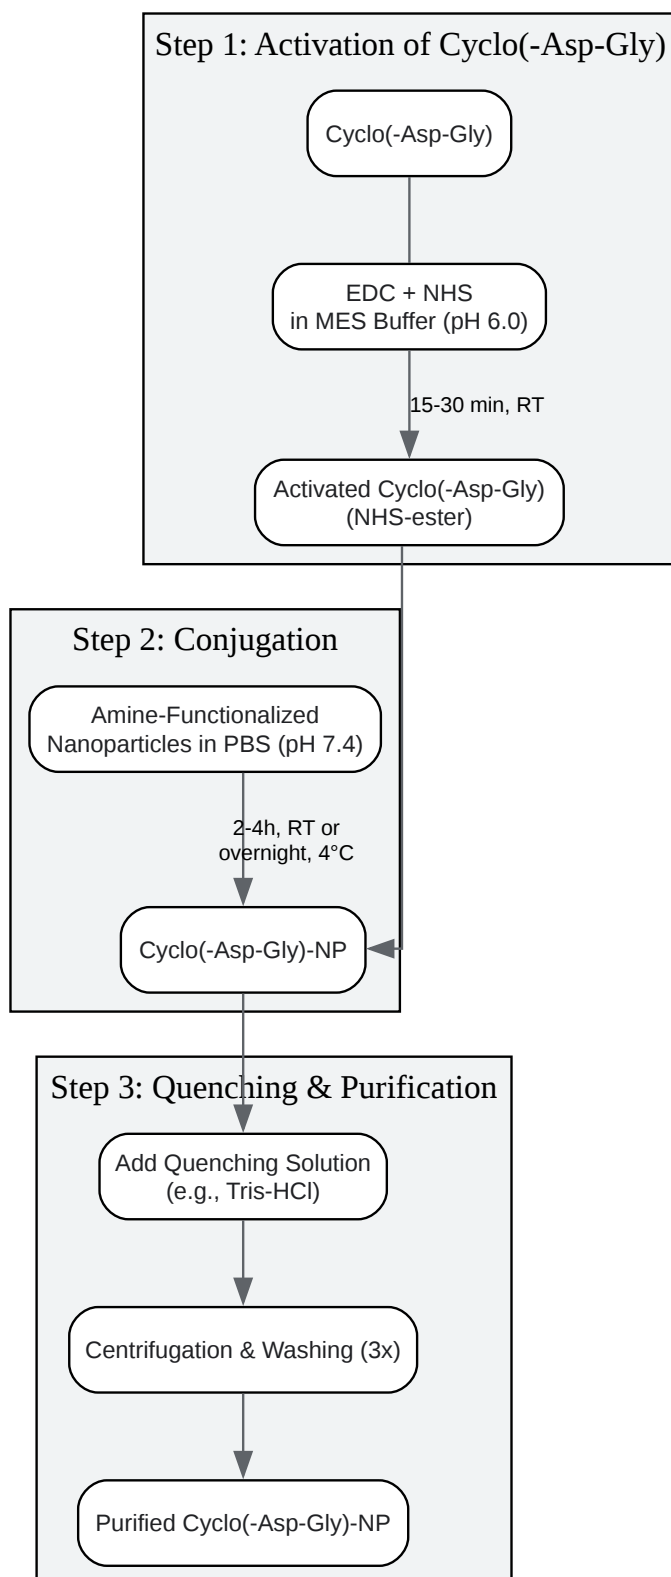 Step 1: Activation of Cyclo(-Asp-Gly)
Cyclo(-Asp-Gly)
EDC + NHS
in MES Buffer (pH 6.0)
15-30 min, RT
Activated Cyclo(-Asp-Gly)
(NHS-ester)
Step 2: Conjugation
Amine-Functionalized
Nanoparticles in PBS (pH 7.4)
2-4h, RT or
overnight, 4°C
Cyclo(-Asp-Gly)-NP
Step 3: Quenching & Purification
Add Quenching Solution
(e.g., Tris-HCl)
Centrifugation & Washing (3x)
Purified Cyclo(-Asp-Gly)-NP